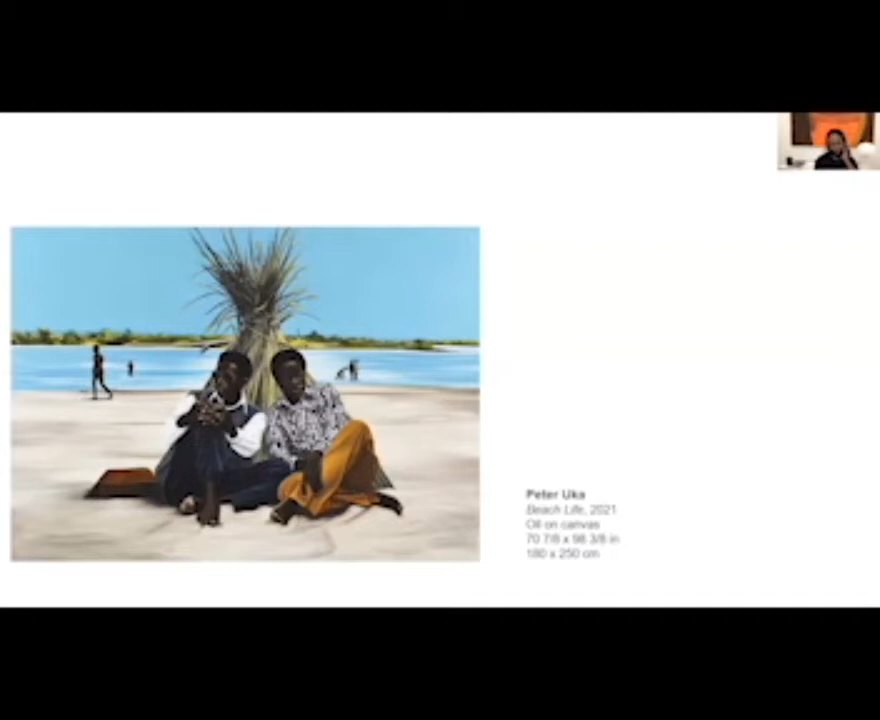 Peter Uka
Beach Life, 2021
Oil on canvas
70 7/8 x 98 3/8 in
180 x 250 cm